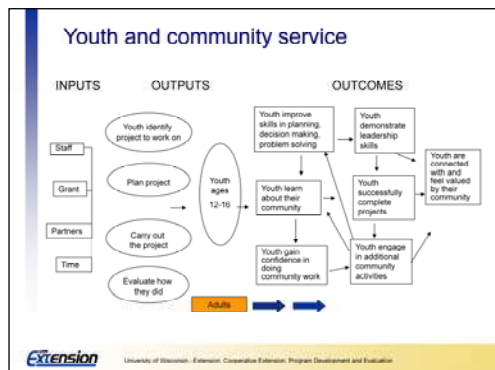 Youth and community service
INPUTS
OUTPUTS
OUTCOMES
Staff
Grant
Partners
Time
Youth identify
project to work on
Plan project
Carry out
the project
Evaluate how
they did
Youth
ages
12-16
Adults
Youth improve
skills in planning,
decision making,
problem solving
Youth learn
about their
community
Youth gain
confidence in
doing
community work
Youth
demonstrate
leadership
skills
Youth
successfully
complete
projects
Youth engage
in additional
community
activities
Youth are
connected
with and
feel valued
by their
community
Extension
University of Wisconsin - Extension, Cooperative Extension, Program Development and Evaluation